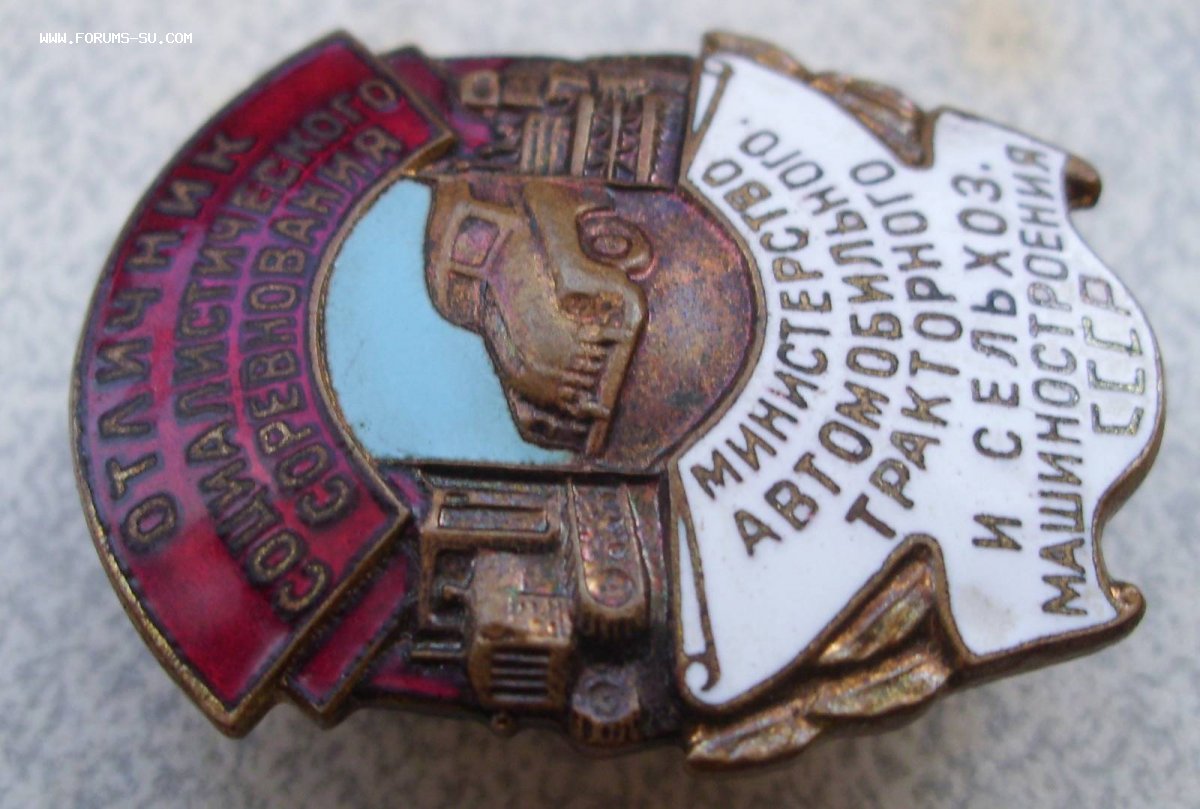 WWW.FORUMS-SU.COM
ОТЛИЧНИК
СОЦИАЛИСТИЧЕСКОГО
СОРЕВНОВАНИЯ
МИНИСТЕРСТВО
АВТОМОБИЛЬНОГО.
ТРАКТОРНОГО
И СЕЛЬХОЗ.
МАШИНОСТРОЕНИЯ
СССР